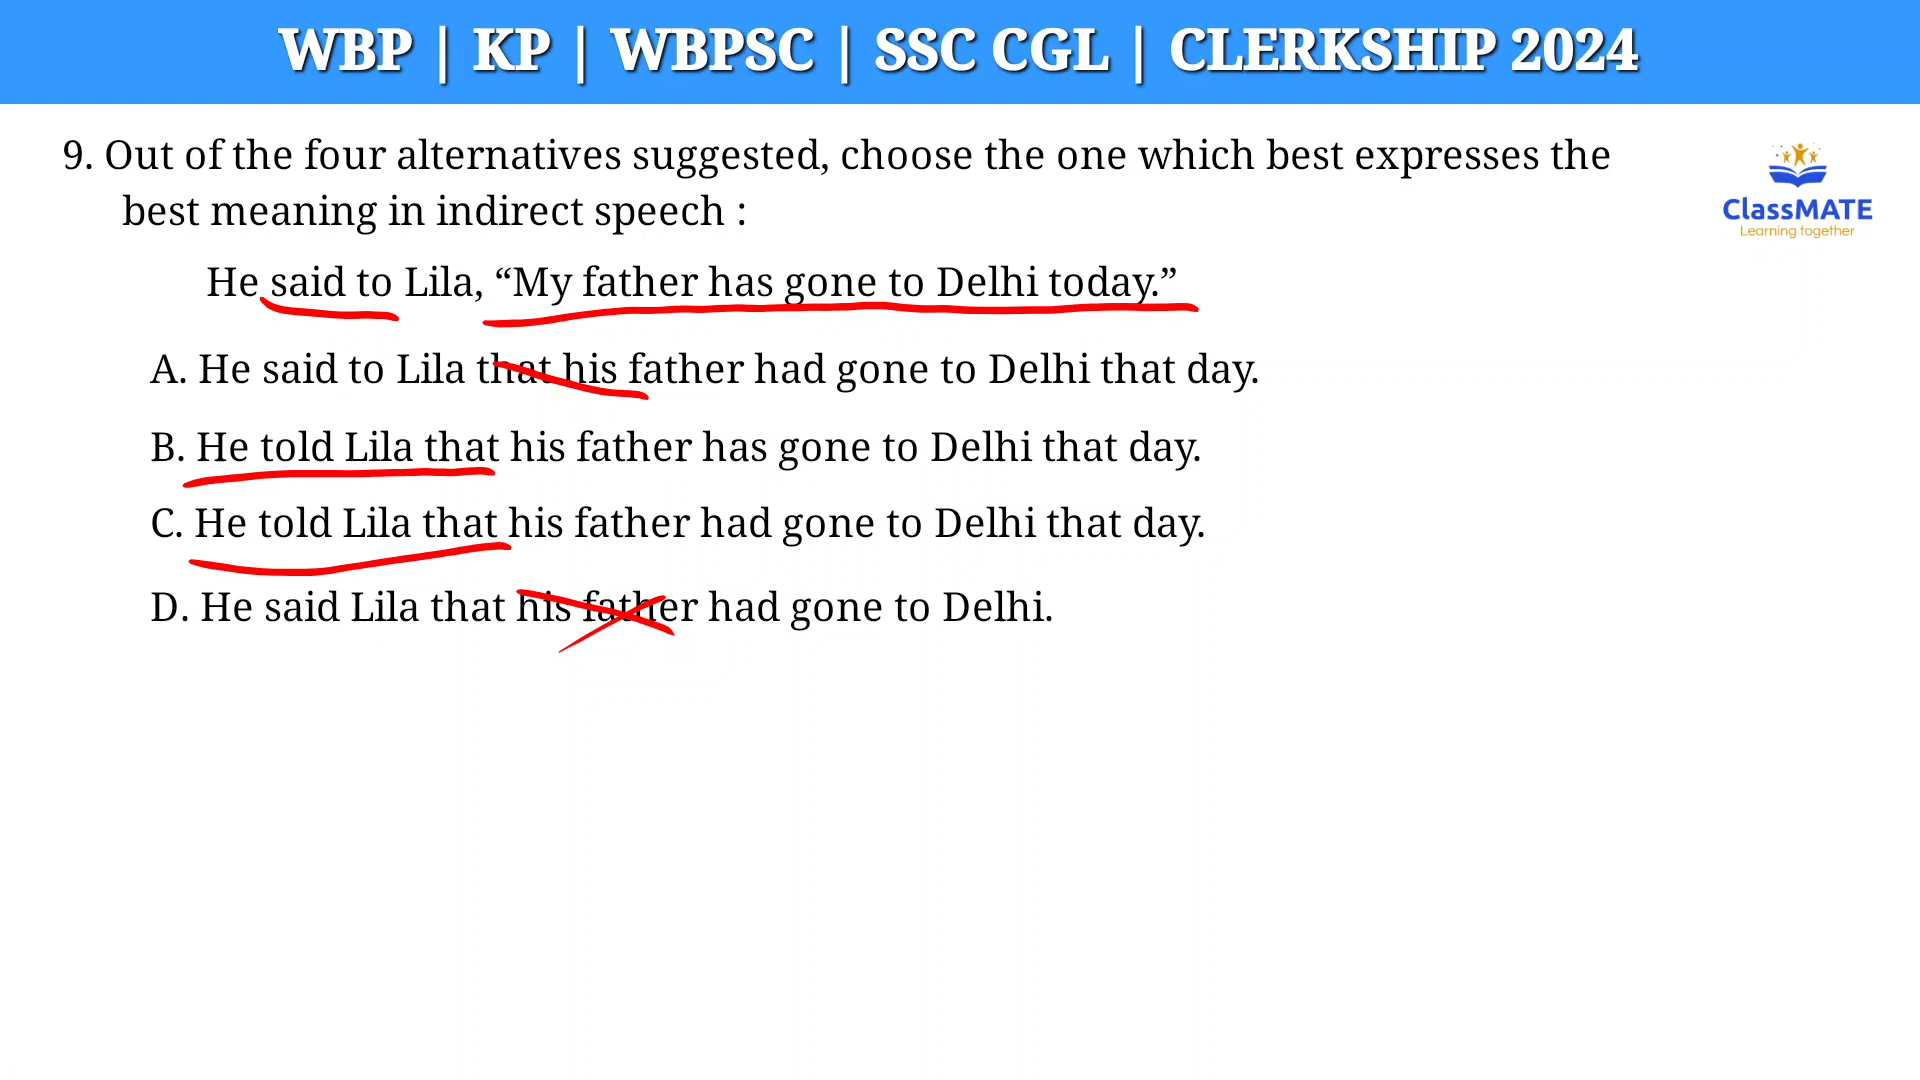 WBP | KP | WBPSC | SSC CGL | CLERKSHIP 2024
9. Out of the four alternatives suggested, choose the one which best expresses the
best meaning in indirect speech :
ClassMATE
Learning together
He said to Lila, “My father has gone to Delhi today.”
A. He said to Lila that his father had gone to Delhi that day.
B. He told Lila that his father has gone to Delhi that day.
C. He told Lila that his father had gone to Delhi that day.
D. He said Lila that his father had gone to Delhi.